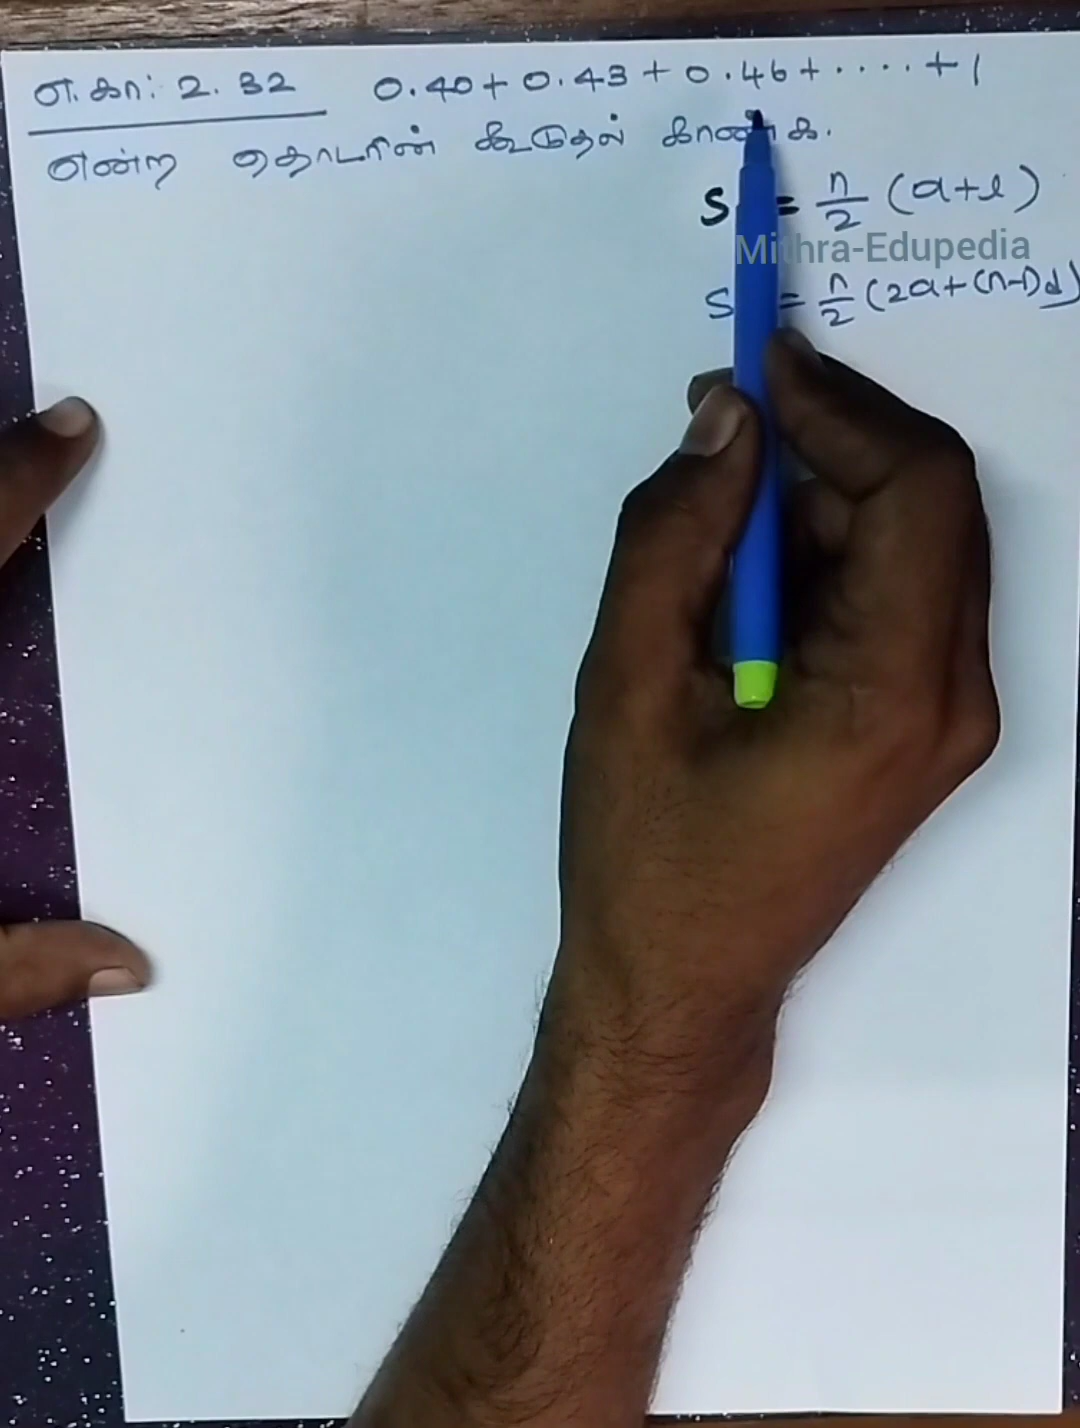 எ.கா: 2.32 0.40 + 0.43 + 0.46 + ..... + 1
என்ற தொடரின் கூடுதல் காண்க.
S = n/2 (a+l)
Mithra-Edupedia
S = n/2 (2a+(n-1)d)